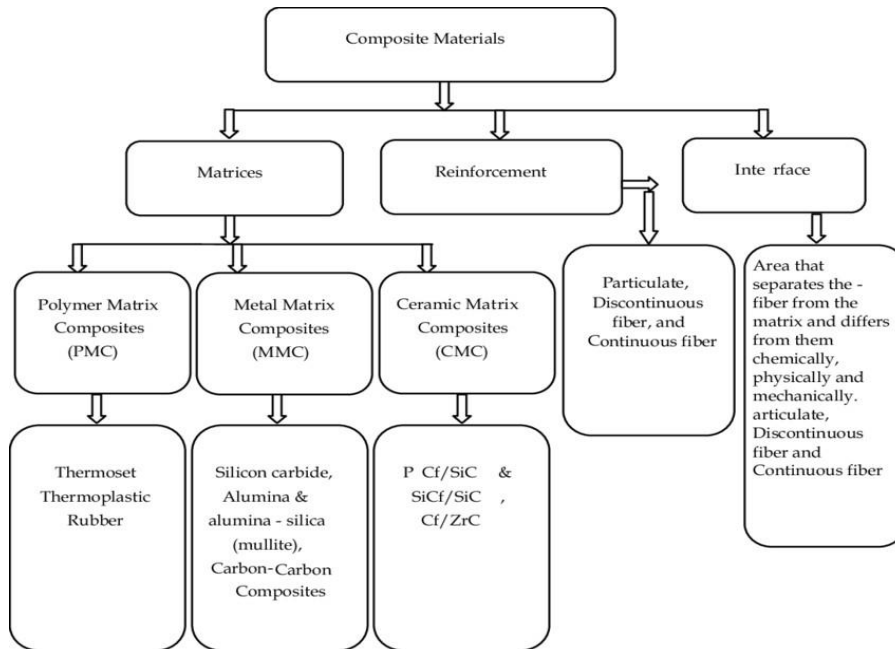 Composite Materials
Matrices
Reinforcement
Inte rface
Polymer Matrix
Composites
(PMC)
Metal Matrix
Composites
(MMC)
Ceramic Matrix
Composites
(CMC)
Particulate,
Discontinuous
fiber, and
Continuous fiber
Area that
separates the -
fiber from the
matrix and differs
from them
chemically,
physically and
mechanically.
articulate,
Discontinuous
fiber and
Continuous fiber
Thermoset
Thermoplastic
Rubber
Silicon carbide,
Alumina &
alumina - silica
(mullite),
Carbon-Carbon
Composites
P Cf/SiC &
SiCf/SiC ,
Cf/ZrC